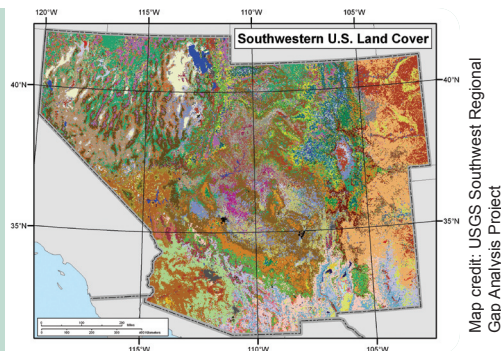 120°W 115°W 110°W 105°W
Southwestern U.S. Land Cover
40°N 40°N
35°N 35°N
115°W 110°W 105°W
Map credit: USGS Southwest Regional
Gap Analysis Project